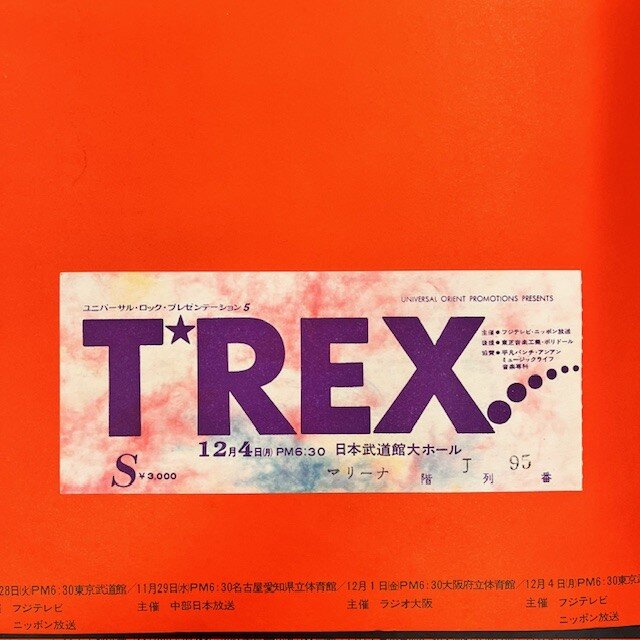 ユニバーサル・ロック・プレゼンテーション5
UNIVERSAL ORIENT PROMOTIONS PRESENTS
T★REX
主催●フジテレビ・ニッポン放送
後援●東芝音楽工業・ポリドール
協賛●平凡パンチ・アンアン
ミュージックライフ
音楽専科
12月4日(月)PM6:30 日本武道館大ホール
S ¥3,000
マリーナ 階 J 列 95 番
28日(火)PM6:30東京武道館/11月29日(水)PM6:30名古屋愛知県立体育館/12月1日(金)PM6:30大阪府立体育館/12月4日(月)PM6:30東京
フジテレビ 主催 中部日本放送 主催 ラジオ大阪 主催 フジテレビ
ニッポン放送 ニッポン放送